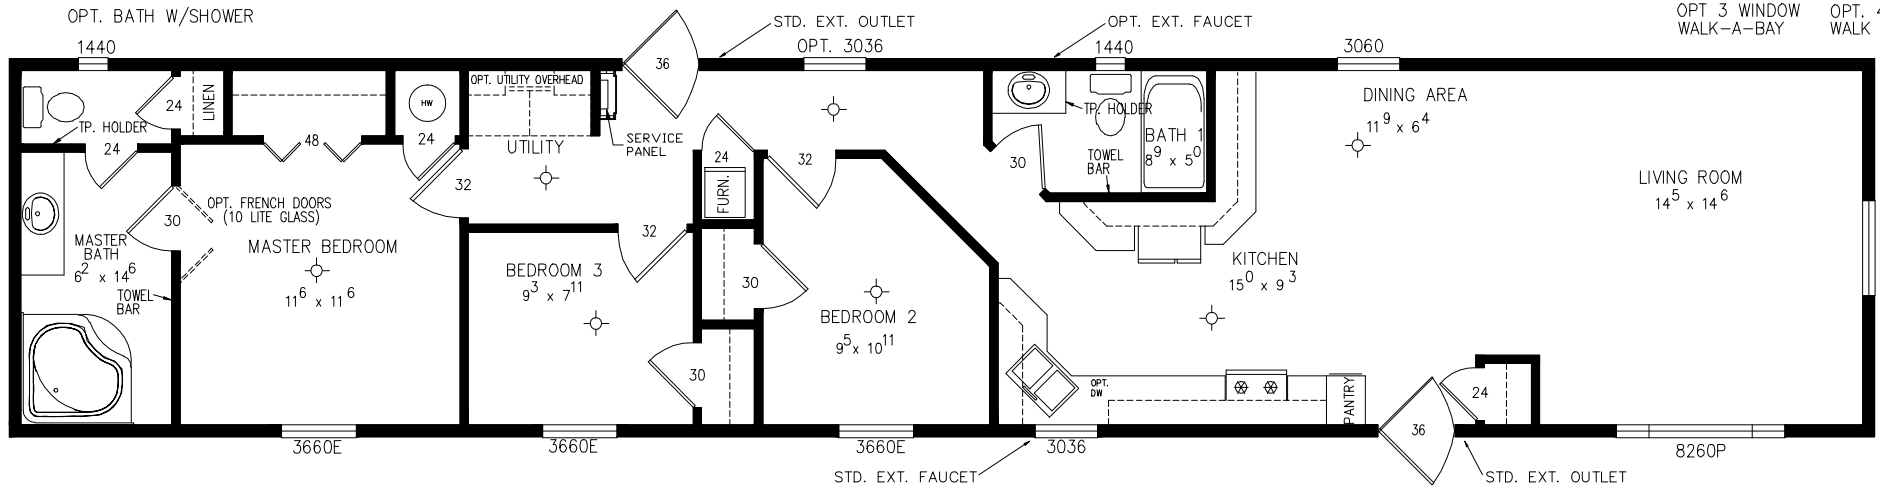 OPT. BATH W/SHOWER
STD. EXT. OUTLET
OPT. EXT. FAUCET
OPT 3 WINDOW
WALK-A-BAY
OPT. 4
WALK
1440
36
OPT. 3036
1440
3060
24
LINEN
TP. HOLDER
24
48
HW
24
OPT. UTILITY OVERHEAD
UTILITY
SERVICE
PANEL
32
24
FURN.
32
30
TP. HOLDER
BATH 1
8⁹ x 5⁰
TOWEL
BAR
DINING AREA
11⁹ x 6⁴
LIVING ROOM
14⁵ x 14⁶
30
OPT. FRENCH DOORS
(10 LITE GLASS)
MASTER
BATH
6² x 14⁶
TOWEL
BAR
MASTER BEDROOM
11⁶ x 11⁶
32
BEDROOM 3
9³ x 7¹¹
30
30
BEDROOM 2
9⁵ x 10¹¹
KITCHEN
15⁰ x 9³
OPT.
DW
PANTRY
24
36
3660E
3660E
3660E
3036
8260P
STD. EXT. FAUCET
STD. EXT. OUTLET